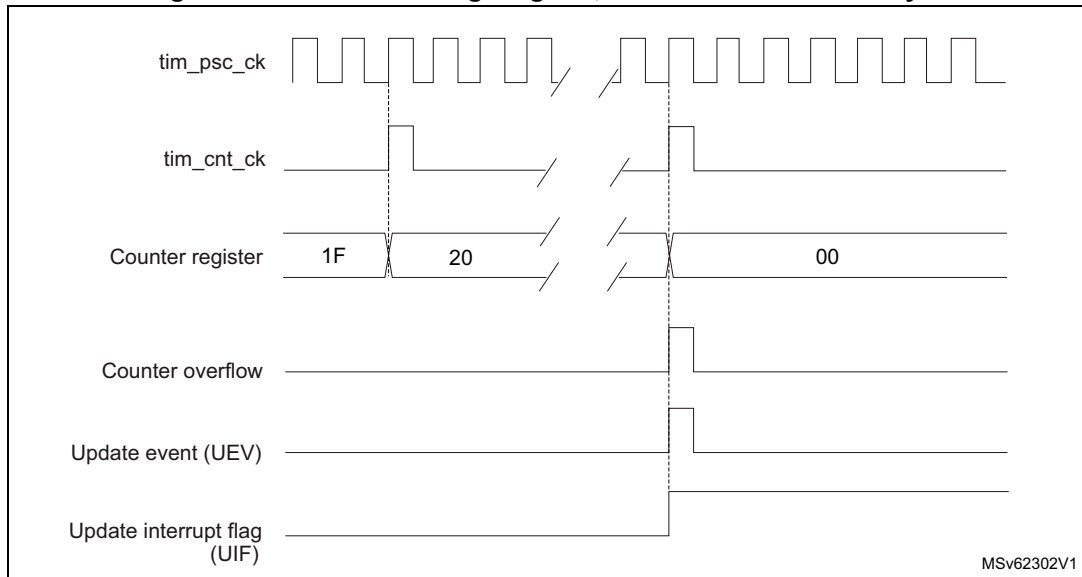 tim_psc_ck
tim_cnt_ck
Counter register
1F
20
00
Counter overflow
Update event (UEV)
Update interrupt flag
(UIF)
MSv62302V1